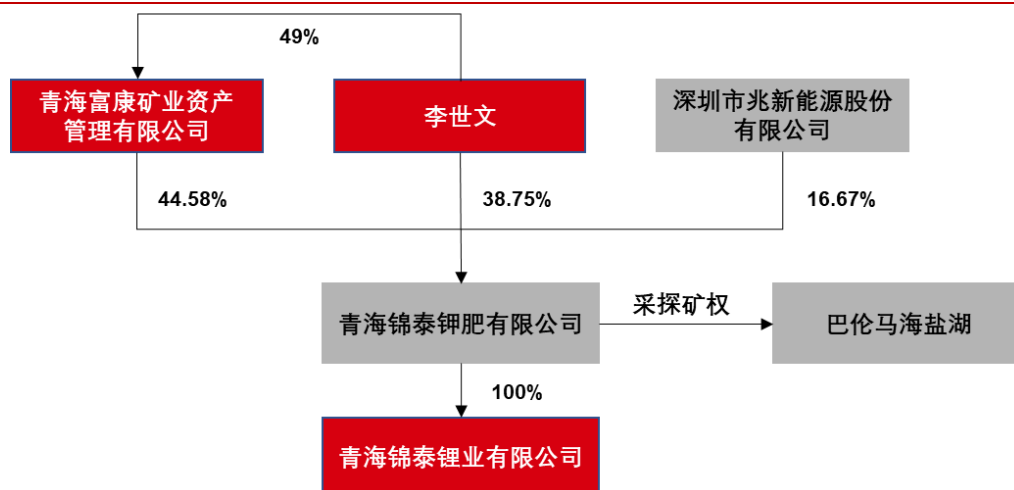 49%
青海富康矿业资产
管理有限公司
李世文
深圳市兆新能源股份
有限公司
44.58%
38.75%
16.67%
青海锦泰钾肥有限公司
采探矿权
巴伦马海盐湖
100%
青海锦泰锂业有限公司